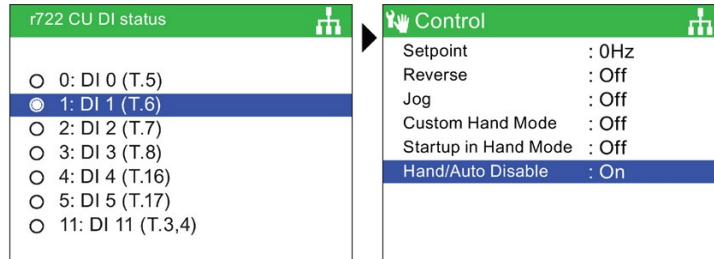 r722 CU DI status
0: DI 0 (T.5)
1: DI 1 (T.6)
2: DI 2 (T.7)
3: DI 3 (T.8)
4: DI 4 (T.16)
5: DI 5 (T.17)
11: DI 11 (T.3,4)
Control
Setpoint : 0Hz
Reverse : Off
Jog : Off
Custom Hand Mode : Off
Startup in Hand Mode : Off
Hand/Auto Disable : On